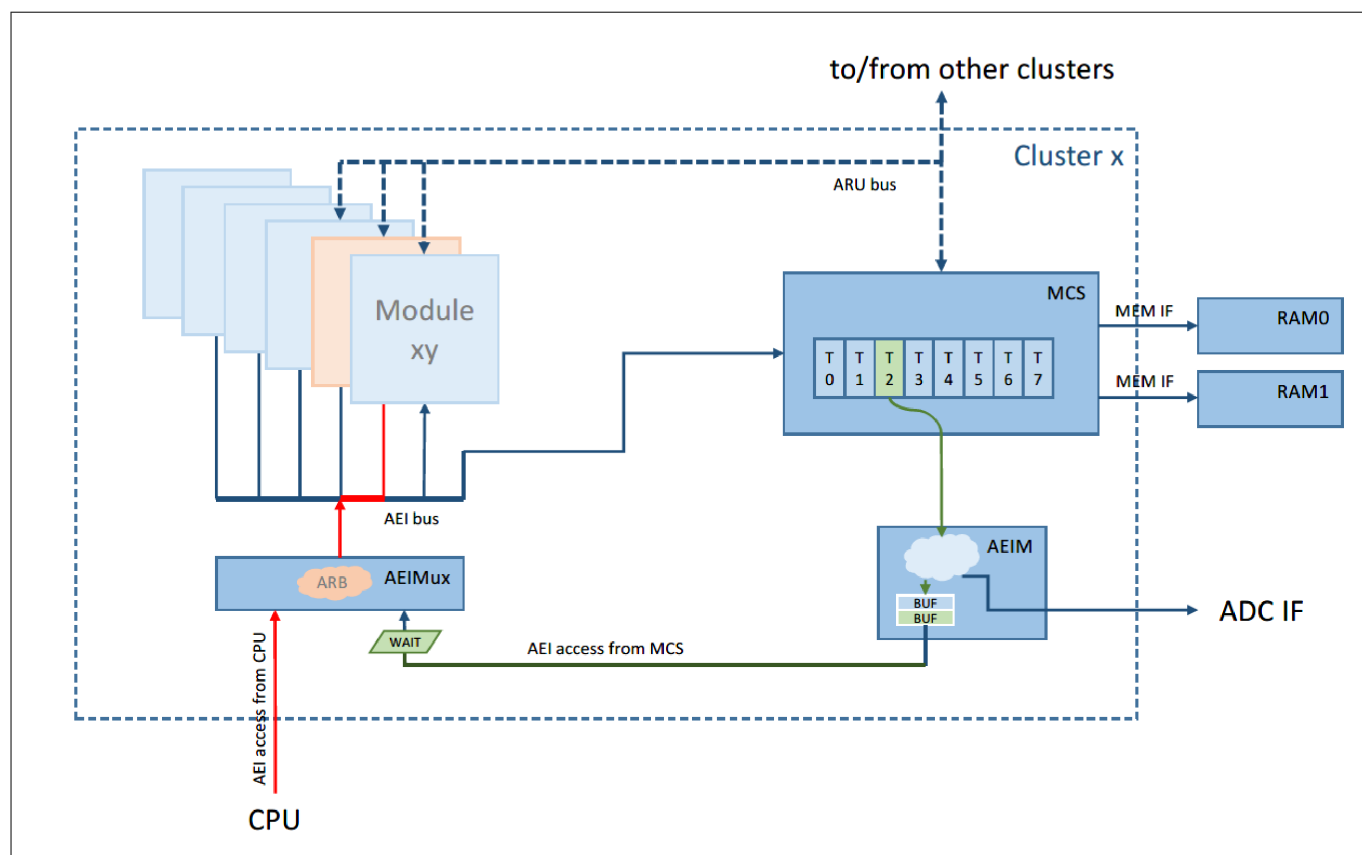 to/from other clusters
Cluster x
ARU bus
Module
xy
MCS
T T T T T T T T
0 1 2 3 4 5 6 7
MEM IF
RAM0
MEM IF
RAM1
AEI bus
AEIM
ARB
AEIMux
BUF
BUF
ADC IF
WAIT
AEI access from MCS
AEI access from CPU
CPU